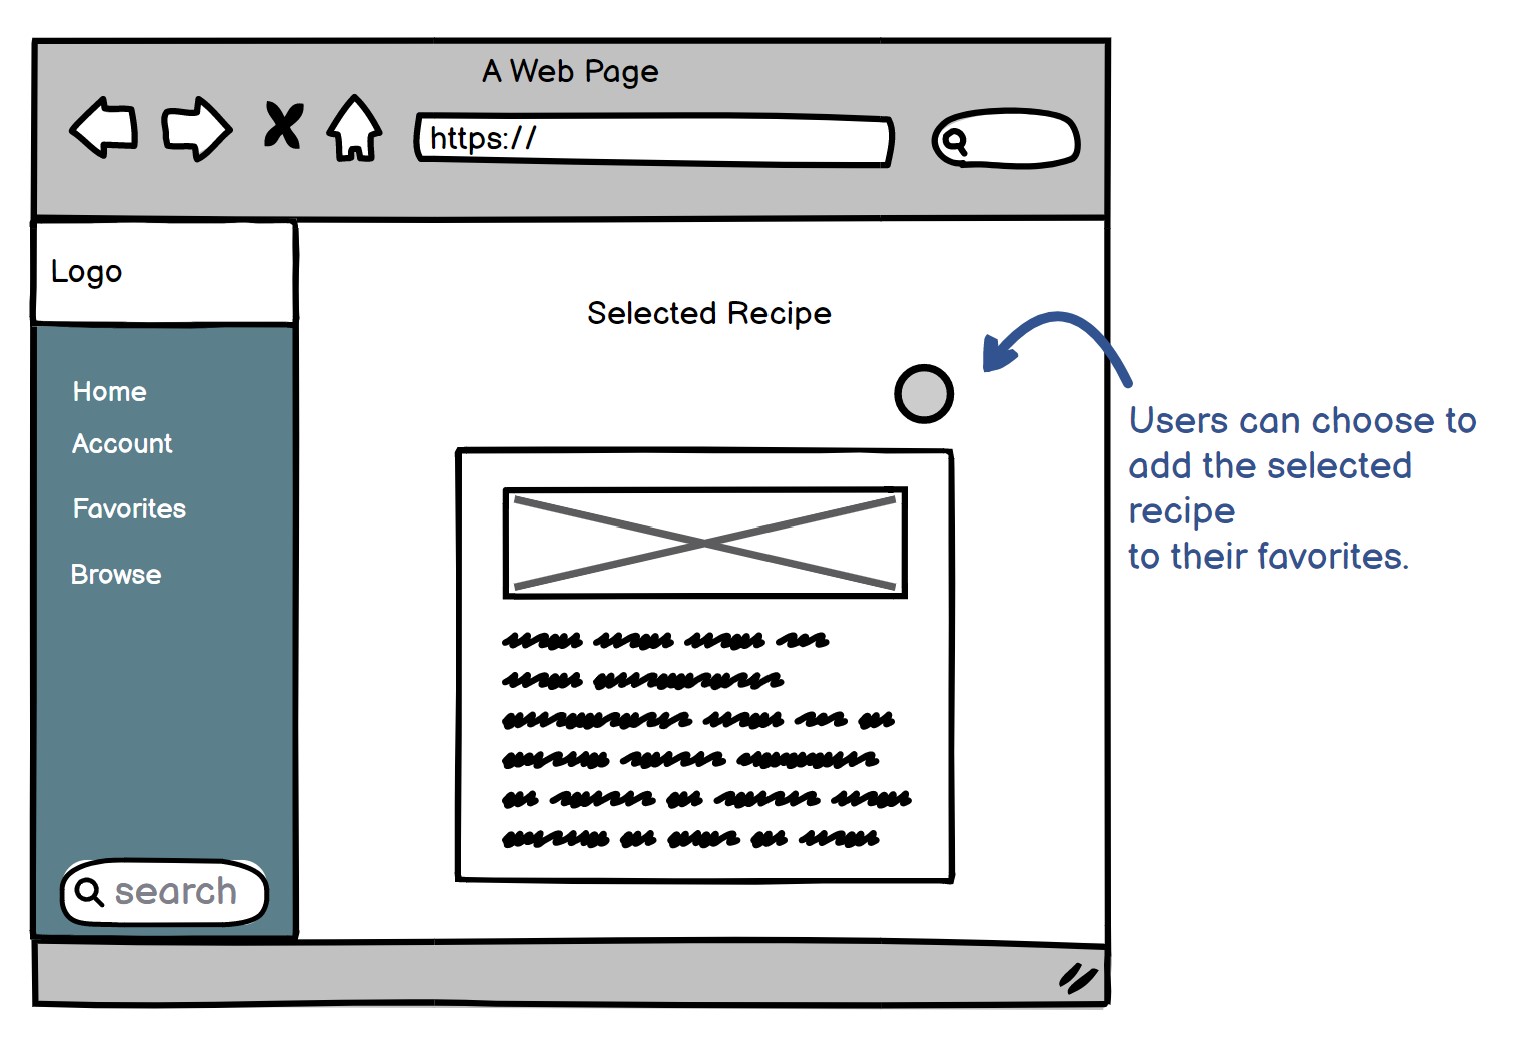 A Web Page
https://
Logo
Selected Recipe
Home
Account
Favorites
Browse
search
Users can choose to
add the selected
recipe
to their favorites.